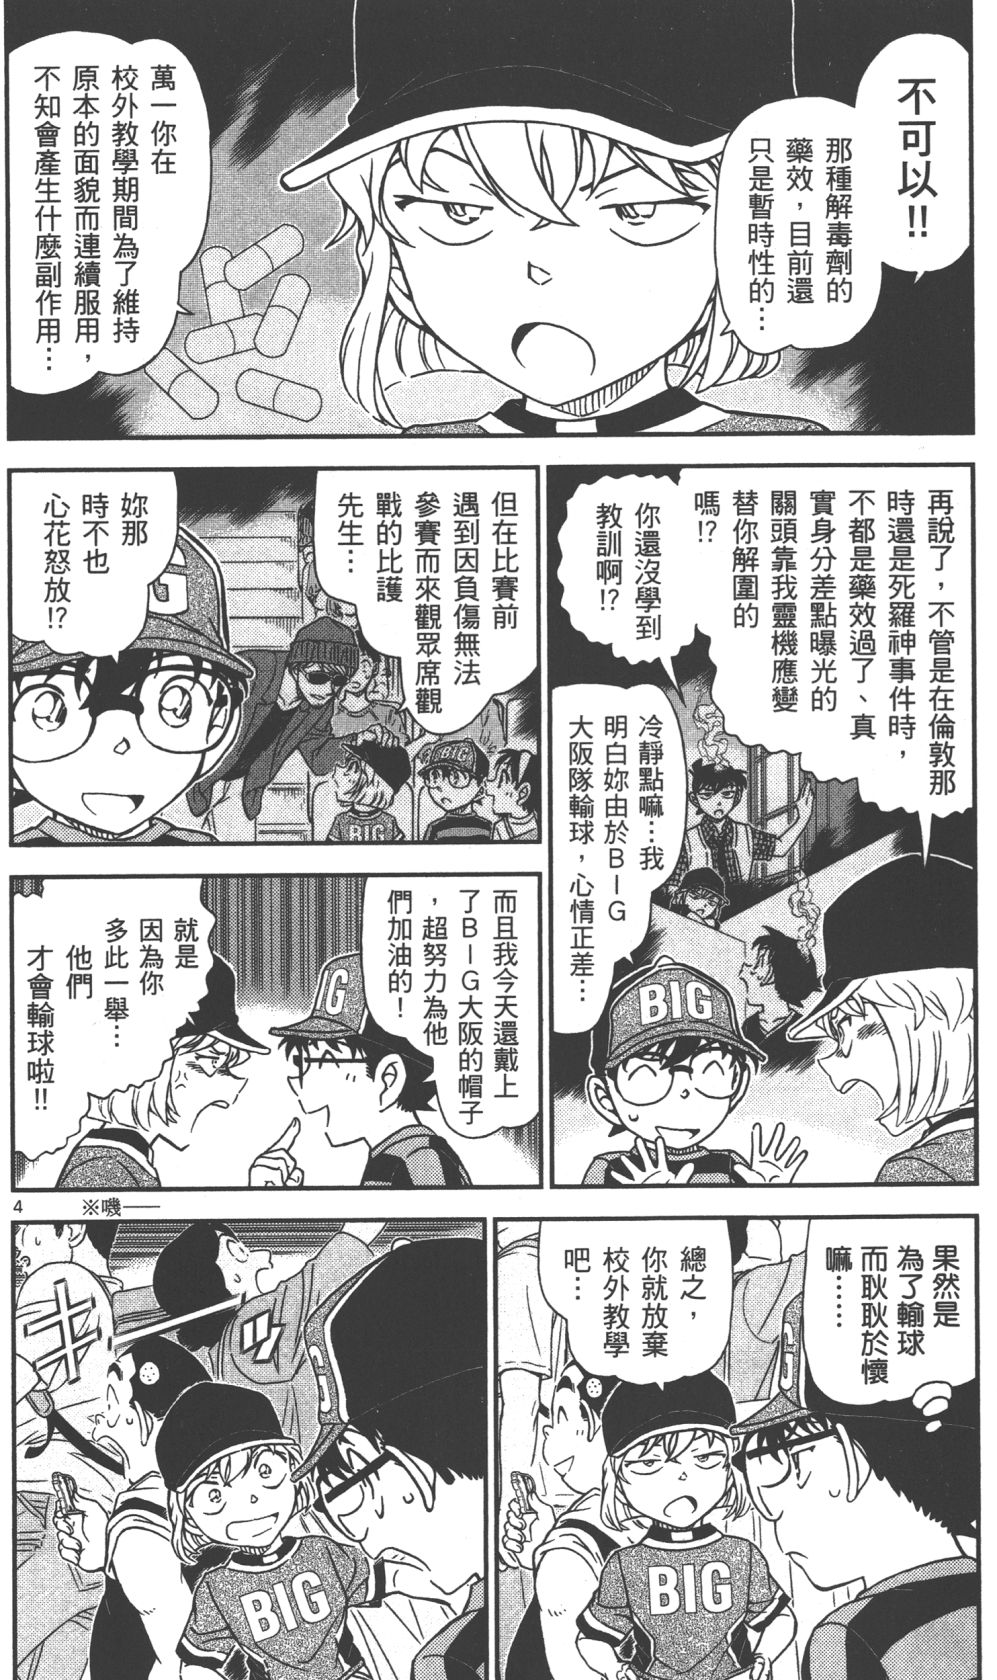 不可以!!
那種解毒劑的
藥效，目前還
只是暫時性的…
萬一你在
校外教學期間為了維持
原本的面貌而連續服用，
不知會產生什麼副作用…
再說了，不管是在倫敦那
時還是死羅神事件時，
不都是藥效過了、真
實身分差點曝光的
關頭靠我靈機應變
替你解圍的
嗎!?
你還沒學到
教訓啊!?
冷靜點嘛…我
明白妳由於BIG
大阪隊輸球，心情正差…
BIG
但在比賽前
遇到因負傷無法
參賽而來觀眾席觀
戰的比護
先生…
妳那
時不也
心花怒放!?
BIG
BIG
BIG
而且我今天還戴上
了BIG大阪的帽子
，超努力為他
們加油的！
就是
因為你
多此一舉…
他們
才會輸球啦!!
4
※嘰——
果然是
為了輸球
而耿耿於懷
嘛……
總之，
你就放棄
校外教學
吧…
BIG
キ
ッ
BIG